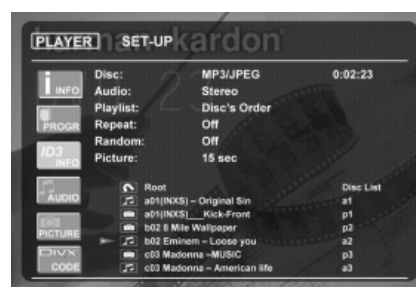 harman/kardon
PLAYER SET-UP
Disc: MP3/JPEG 0:02:23
Audio: Stereo
Playlist: Disc's Order
Repeat: Off
Random: Off
Picture: 15 sec
i INFO
PROGR
ID3 INFO
AUDIO
PICTURE
DIVX CODE
Root Disc List
a01(INXS) – Original Sin a1
a01(INXS)___Kick-Front p1
b02 8 Mile Wallpaper p2
b02 Eminem – Loose you a2
c03 Madonna –MUSIC p3
c03 Madonna – American life a3